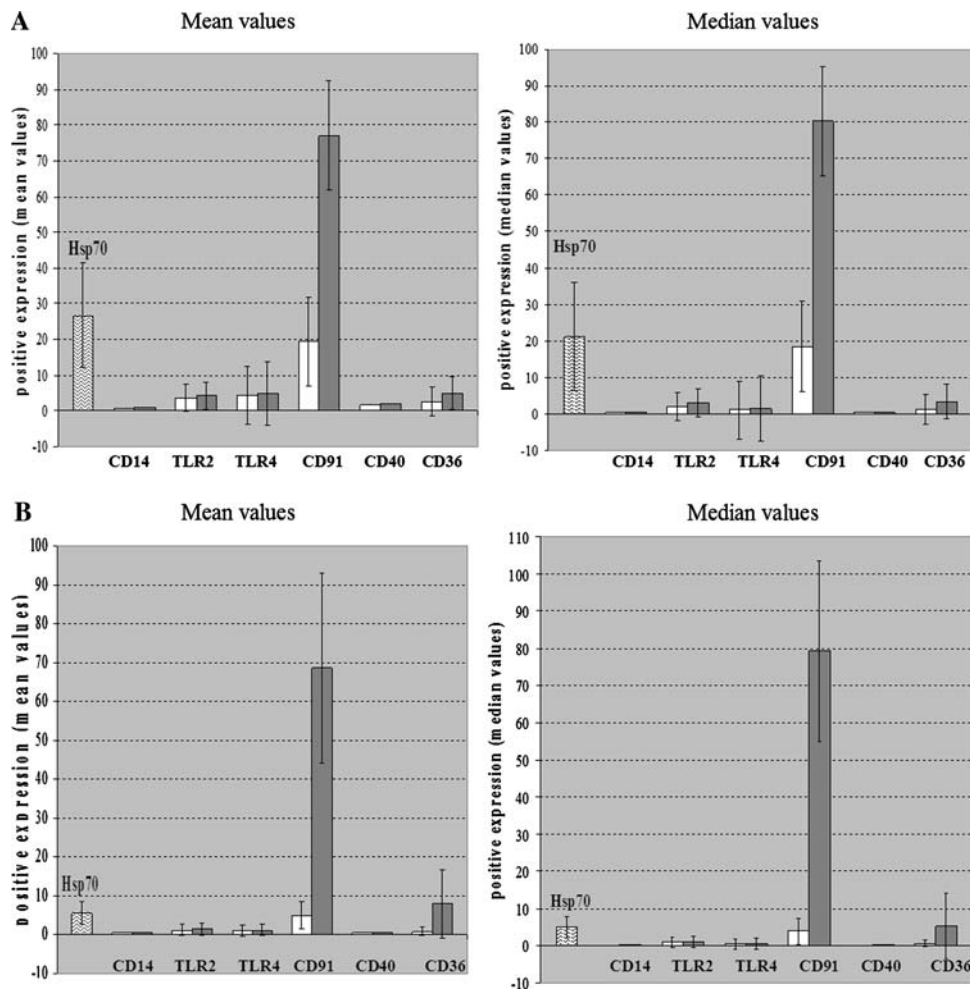 A
Mean values
positive expression (mean values)
100
90
80
70
60
50
40
30
20
10
0
-10
Hsp70
CD14 TLR2 TLR4 CD91 CD40 CD36
Median values
positive expression (median values)
100
90
80
70
60
50
40
30
20
10
0
-10
Hsp70
CD14 TLR2 TLR4 CD91 CD40 CD36
B
Mean values
positive expression (mean values)
100
90
80
70
60
50
40
30
20
10
0
-10
Hsp70
CD14 TLR2 TLR4 CD91 CD40 CD36
Median values
positive expression (median values)
110
100
90
80
70
60
50
40
30
20
10
0
-10
Hsp70
CD14 TLR2 TLR4 CD91 CD40 CD36